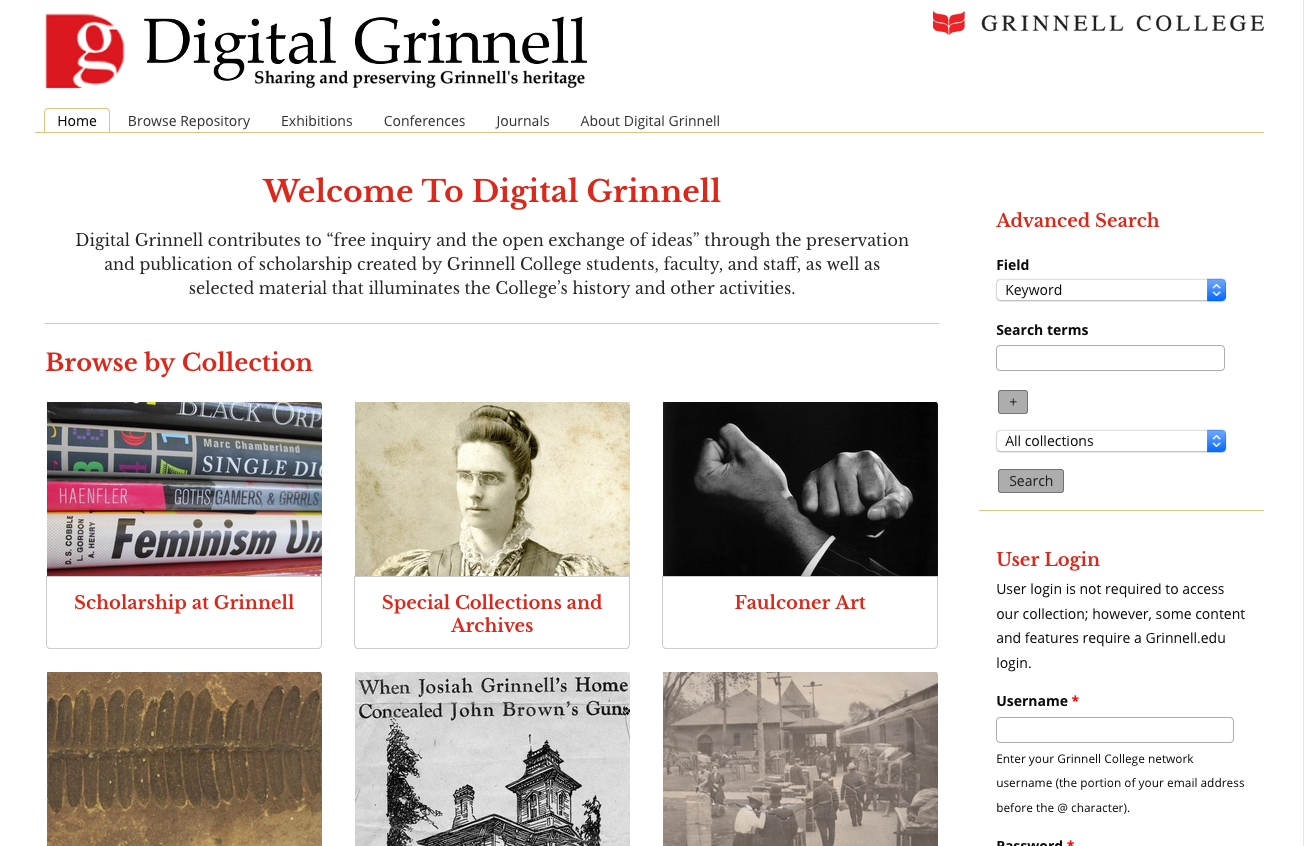 g Digital Grinnell
Sharing and preserving Grinnell's heritage
GRINNELL COLLEGE
Home
Browse Repository
Exhibitions
Conferences
Journals
About Digital Grinnell
Welcome To Digital Grinnell
Digital Grinnell contributes to “free inquiry and the open exchange of ideas” through the preservation
and publication of scholarship created by Grinnell College students, faculty, and staff, as well as
selected material that illuminates the College’s history and other activities.
Browse by Collection
BLACK ORP
Marc Chamberland
SINGLE DIG
HAENFLER GOTHS, GAMERS, & GRRRLS
D. S. COBBLE
L. GORDON
A. HENRY
Feminism Un
Scholarship at Grinnell
Special Collections and
Archives
Faulconer Art
When Josiah Grinnell's Home
Concealed John Brown's Guns
Advanced Search
Field
Keyword
Search terms
+
All collections
Search
User Login
User login is not required to access
our collection; however, some content
and features require a Grinnell.edu
login.
Username *
Enter your Grinnell College network
username (the portion of your email address
before the @ character).
Password *